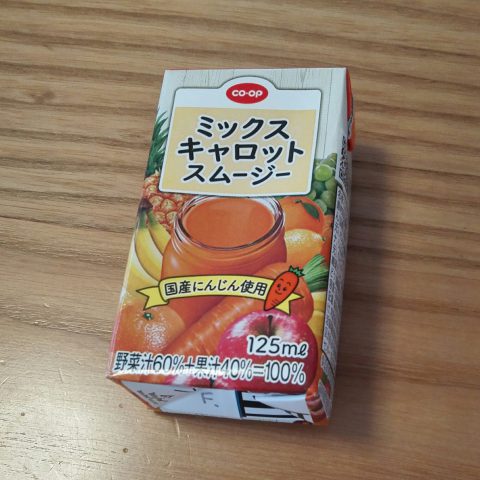 CO・OP
ミックス
キャロット
スムージー
国産にんじん使用
125mℓ
野菜汁60%+果汁40%=100%